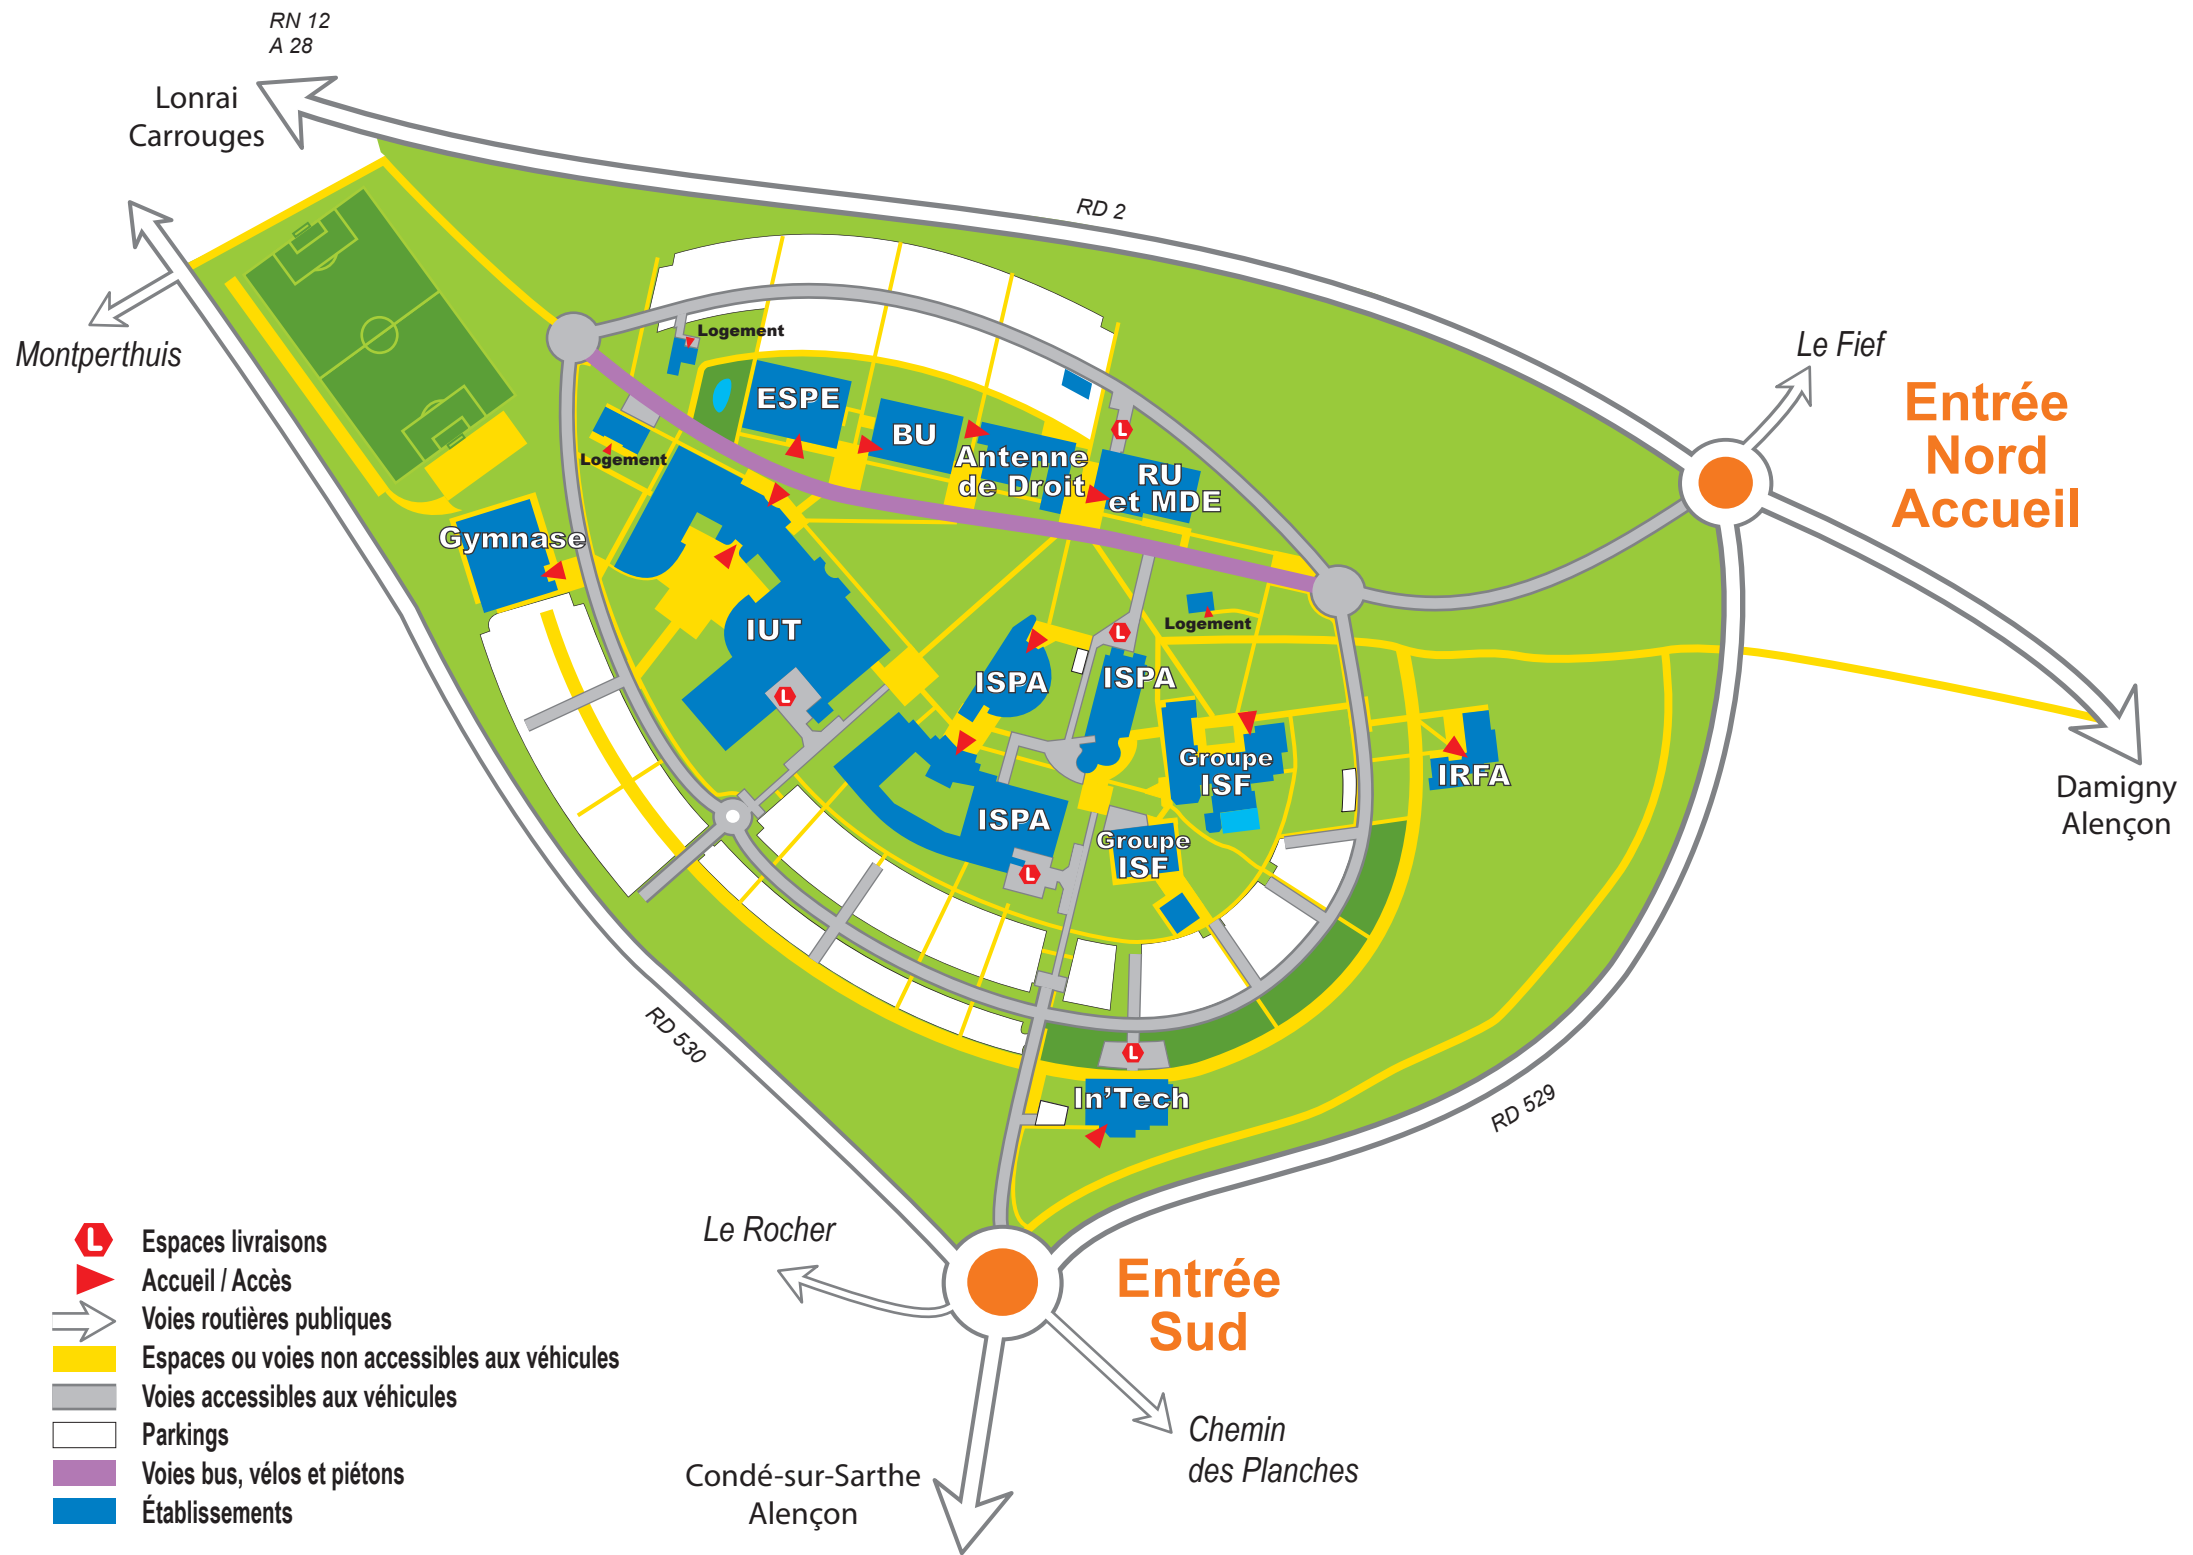 RN 12
A 28
Lonrai
Carrouges
RD 2
Montperthuis
Le Fief
Entrée
Nord
Accueil
Logement
ESPE
BU
Antenne
de Droit
RU
et MDE
L
Logement
Gymnase
IUT
L
Logement
L
ISPA
ISPA
Groupe
ISF
IRFA
Damigny
Alençon
ISPA
Groupe
ISF
L
RD 530
L
In'Tech
RD 529
Le Rocher
Entrée
Sud
Chemin
des Planches
Condé-sur-Sarthe
Alençon
L Espaces livraisons
Accueil / Accès
Voies routières publiques
Espaces ou voies non accessibles aux véhicules
Voies accessibles aux véhicules
Parkings
Voies bus, vélos et piétons
Établissements